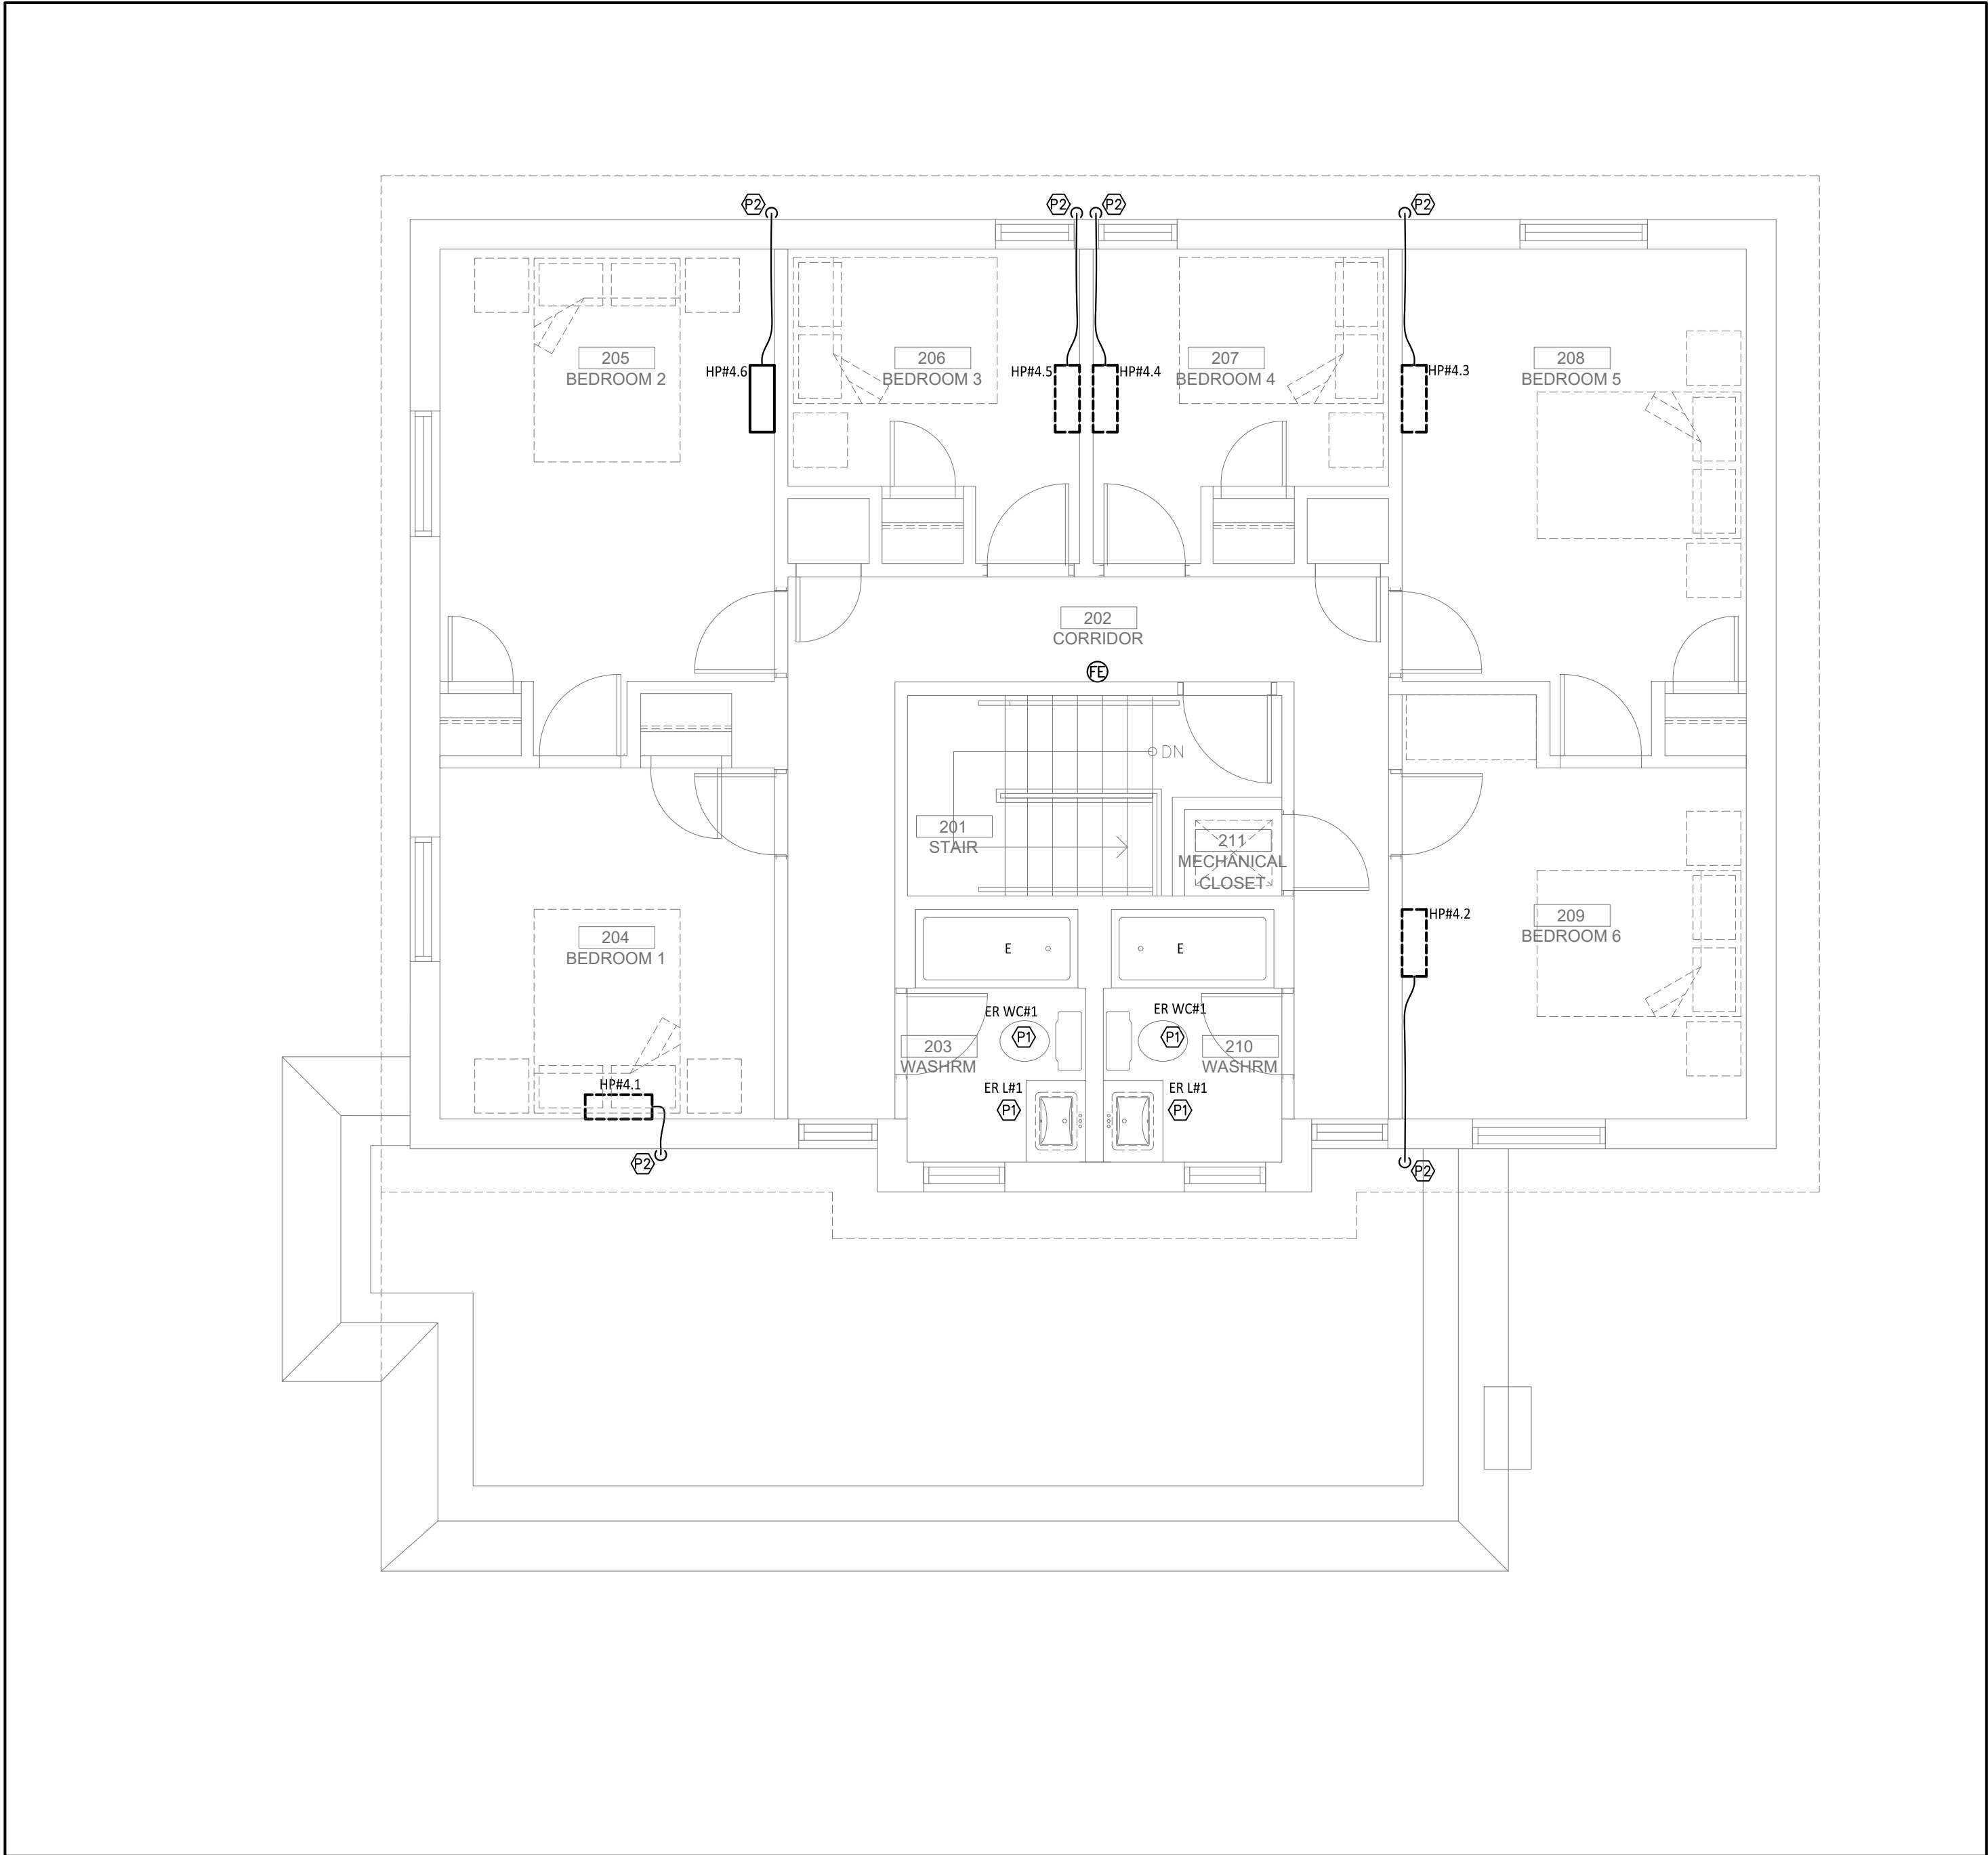 P2
P2
P2
P2
205
BEDROOM 2
HP#4.6
206
BEDROOM 3
HP#4.5
HP#4.4
207
BEDROOM 4
HP#4.3
208
BEDROOM 5
202
CORRIDOR
FE
DN
201
STAIR
211
MECHANICAL
CLOSET
204
BEDROOM 1
E
E
HP#4.2
209
BEDROOM 6
ER WC#1
P1
ER WC#1
P1
203
WASHRM
210
WASHRM
HP#4.1
ER L#1
P1
ER L#1
P1
P2
P2